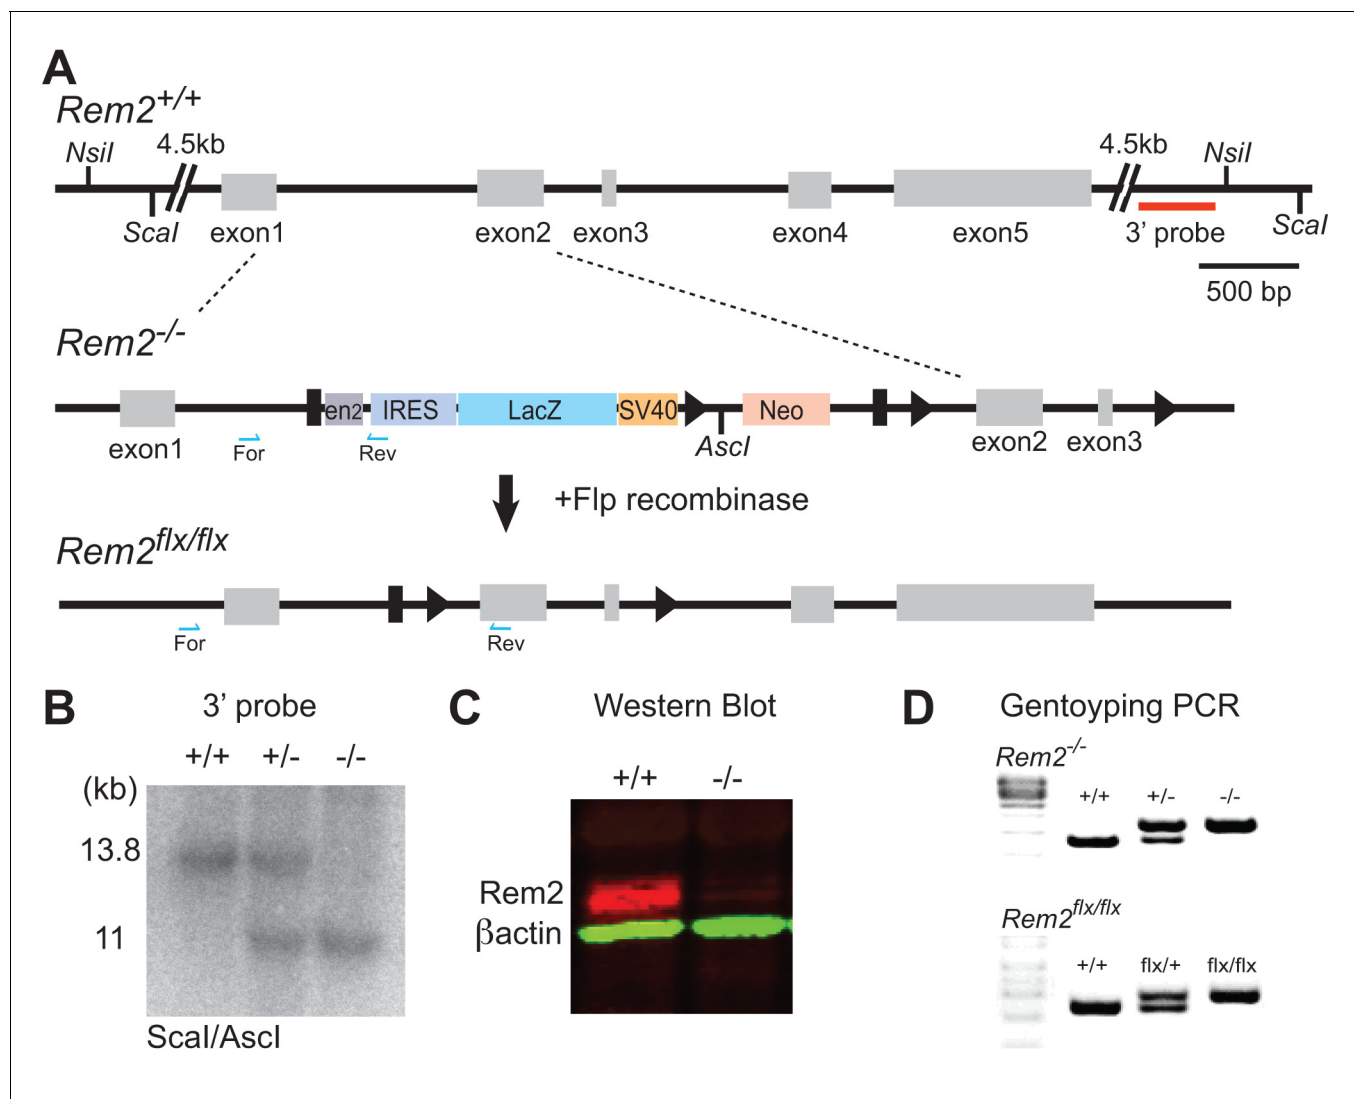 A
Rem2+/+
NsiI 4.5kb 4.5kb NsiI
ScaI exon1 exon2 exon3 exon4 exon5 3’ probe ScaI
500 bp
Rem2-/-
en2 IRES LacZ SV40 Neo
exon1 For Rev AscI exon2 exon3
+Flp recombinase
Rem2flx/flx
For Rev
B 3’ probe
+/+ +/- -/-
(kb)
13.8
11
ScaI/AscI
C Western Blot
+/+ -/-
Rem2
βactin
D Gentoyping PCR
Rem2-/-
+/+ +/- -/-
Rem2flx/flx
+/+ flx/+ flx/flx